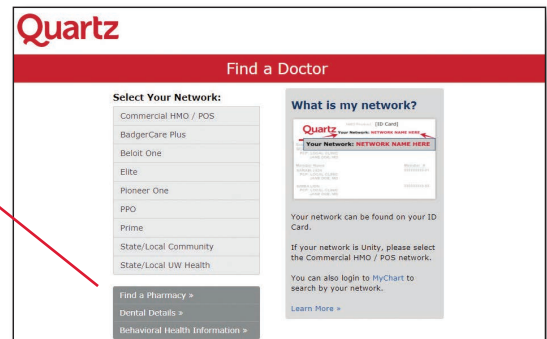 Quartz
Find a Doctor
Select Your Network:
Commercial HMO / POS
BadgerCare Plus
Beloit One
Elite
Pioneer One
PPO
Prime
State/Local Community
State/Local UW Health
Find a Pharmacy »
Dental Details »
Behavioral Health Information »
What is my network?
[ID Card]
Quartz Your Network: NETWORK NAME HERE
Your Network: NETWORK NAME HERE
Your network can be found on your ID
Card.
If your network is Unity, please select
the Commercial HMO / POS network.
You can also login to MyChart to
search by your network.
Learn More »